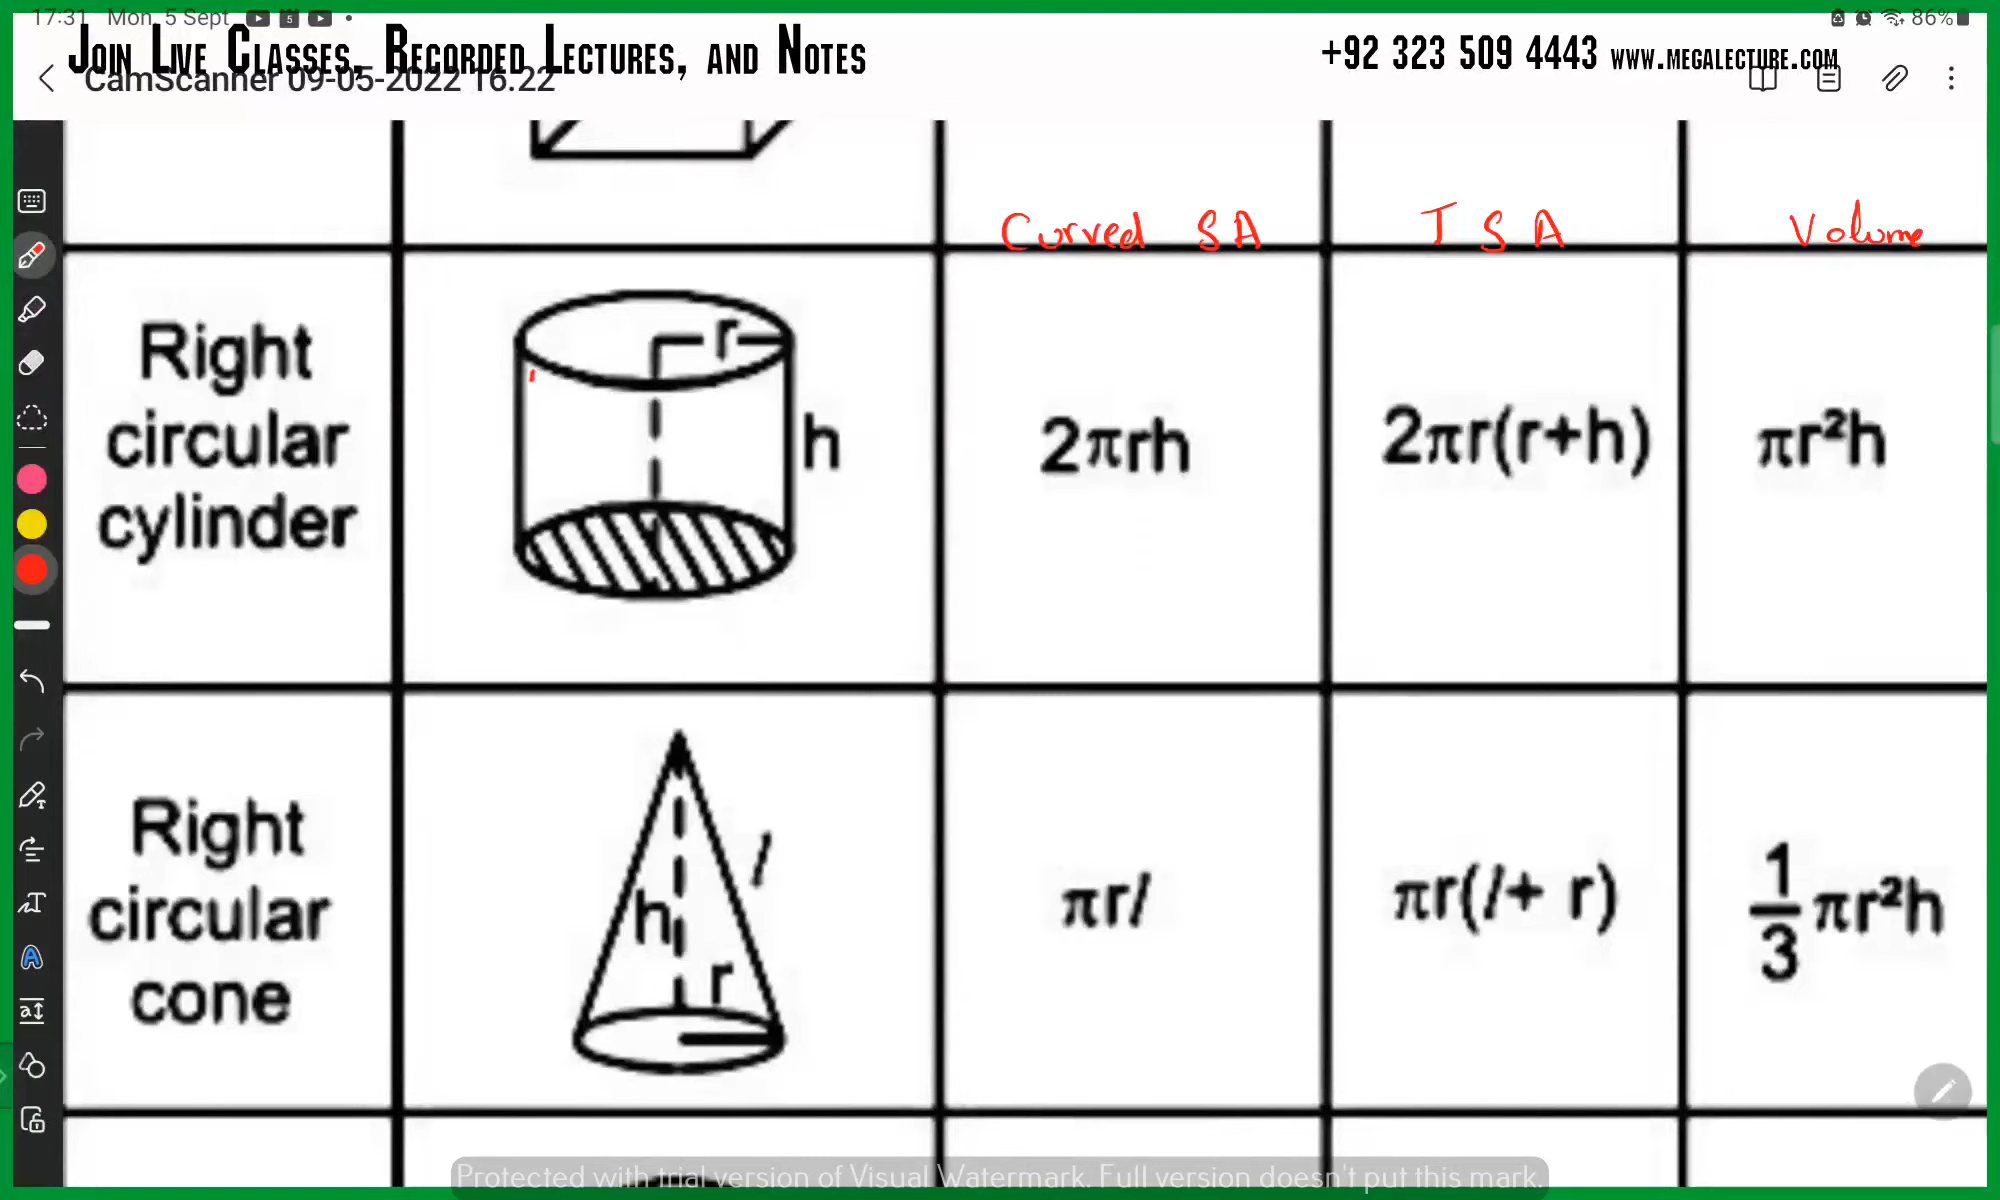 17:31 Mon, 5 Sept
86%
JOIN LIVE CLASSES, RECORDED LECTURES, AND NOTES
+92 323 509 4443 WWW.MEGALECTURE.COM
CamScanner 09-05-2022 16.22
Curved SA
TSA
Volume
Right
circular
cylinder
r
h
2πrh
2πr(r+h)
πr²h
Right
circular
cone
h
l
r
πrl
πr(l+ r)
1/3 πr²h
Protected with trial version of Visual Watermark. Full version doesn't put this mark.